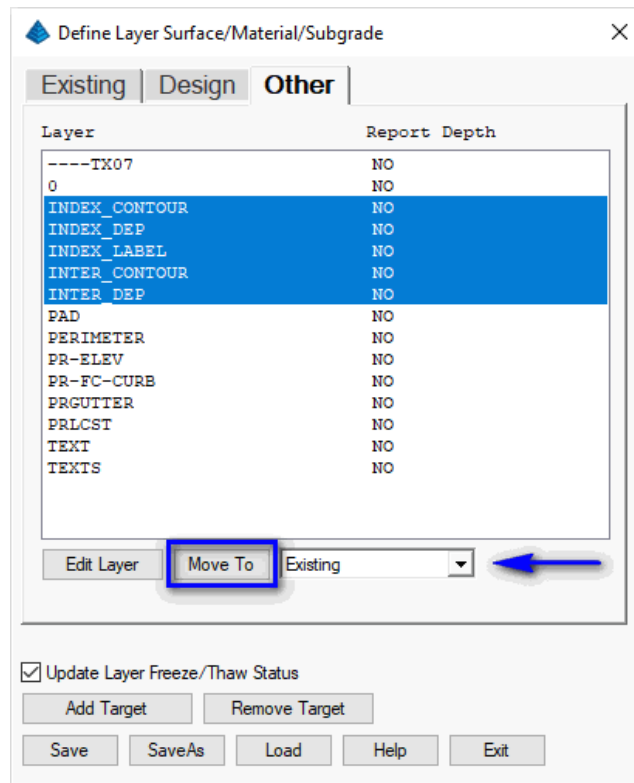 Define Layer Surface/Material/Subgrade
Existing Design Other
Layer Report Depth
----TX07 NO
0 NO
INDEX_CONTOUR NO
INDEX_DEP NO
INDEX_LABEL NO
INTER_CONTOUR NO
INTER_DEP NO
PAD NO
PERIMETER NO
PR-ELEV NO
PR-FC-CURB NO
PRGUTTER NO
PRLCST NO
TEXT NO
TEXTS NO
Edit Layer Move To Existing
Update Layer Freeze/Thaw Status
Add Target Remove Target
Save SaveAs Load Help Exit